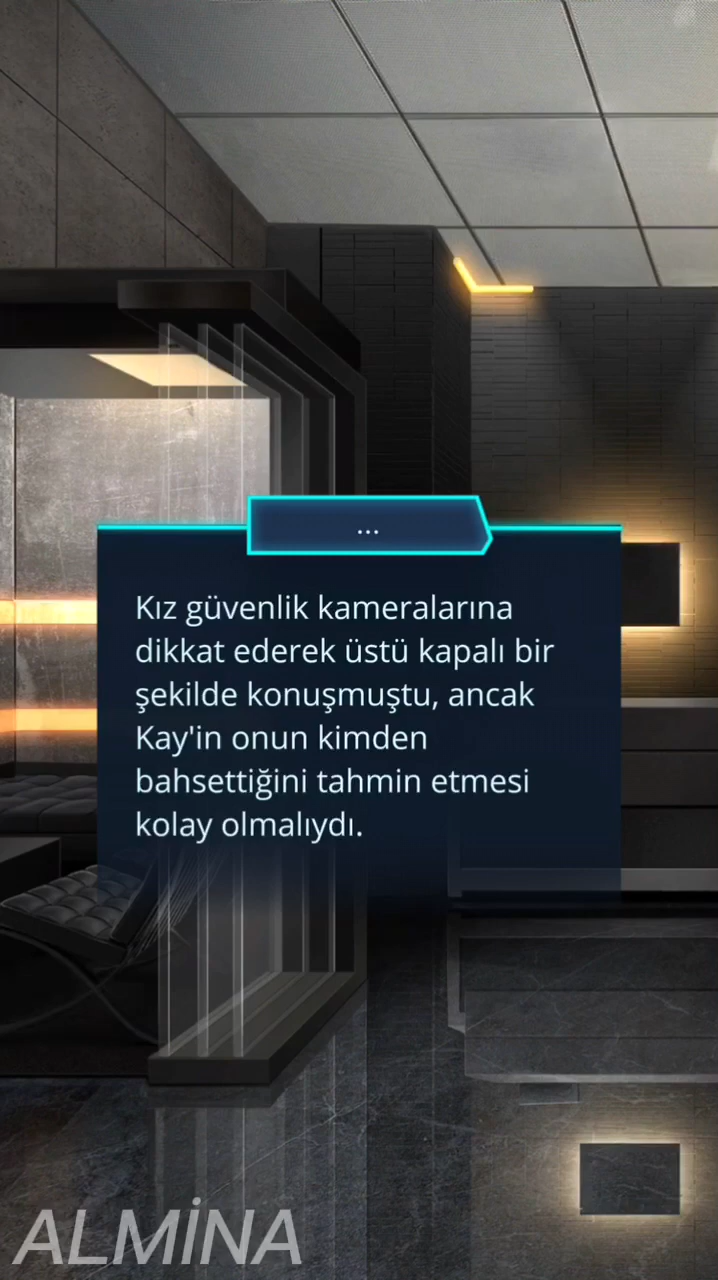 ...
Kız güvenlik kameralarına
dikkat ederek üstü kapalı bir
şekilde konuşmuştu, ancak
Kay'in onun kimden
bahsettiğini tahmin etmesi
kolay olmalıydı.
ALMİNA